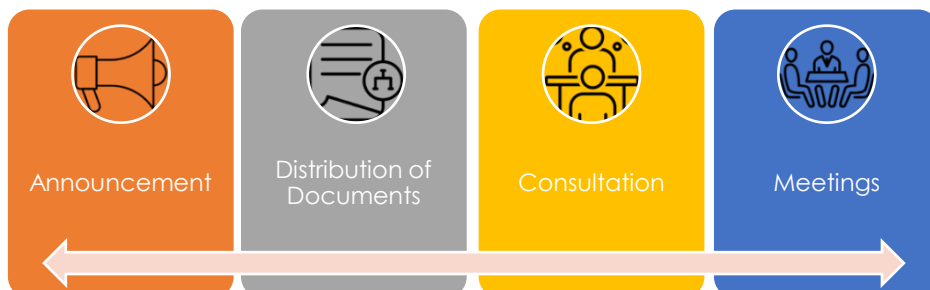 Announcement
Distribution of
Documents
Consultation
Meetings